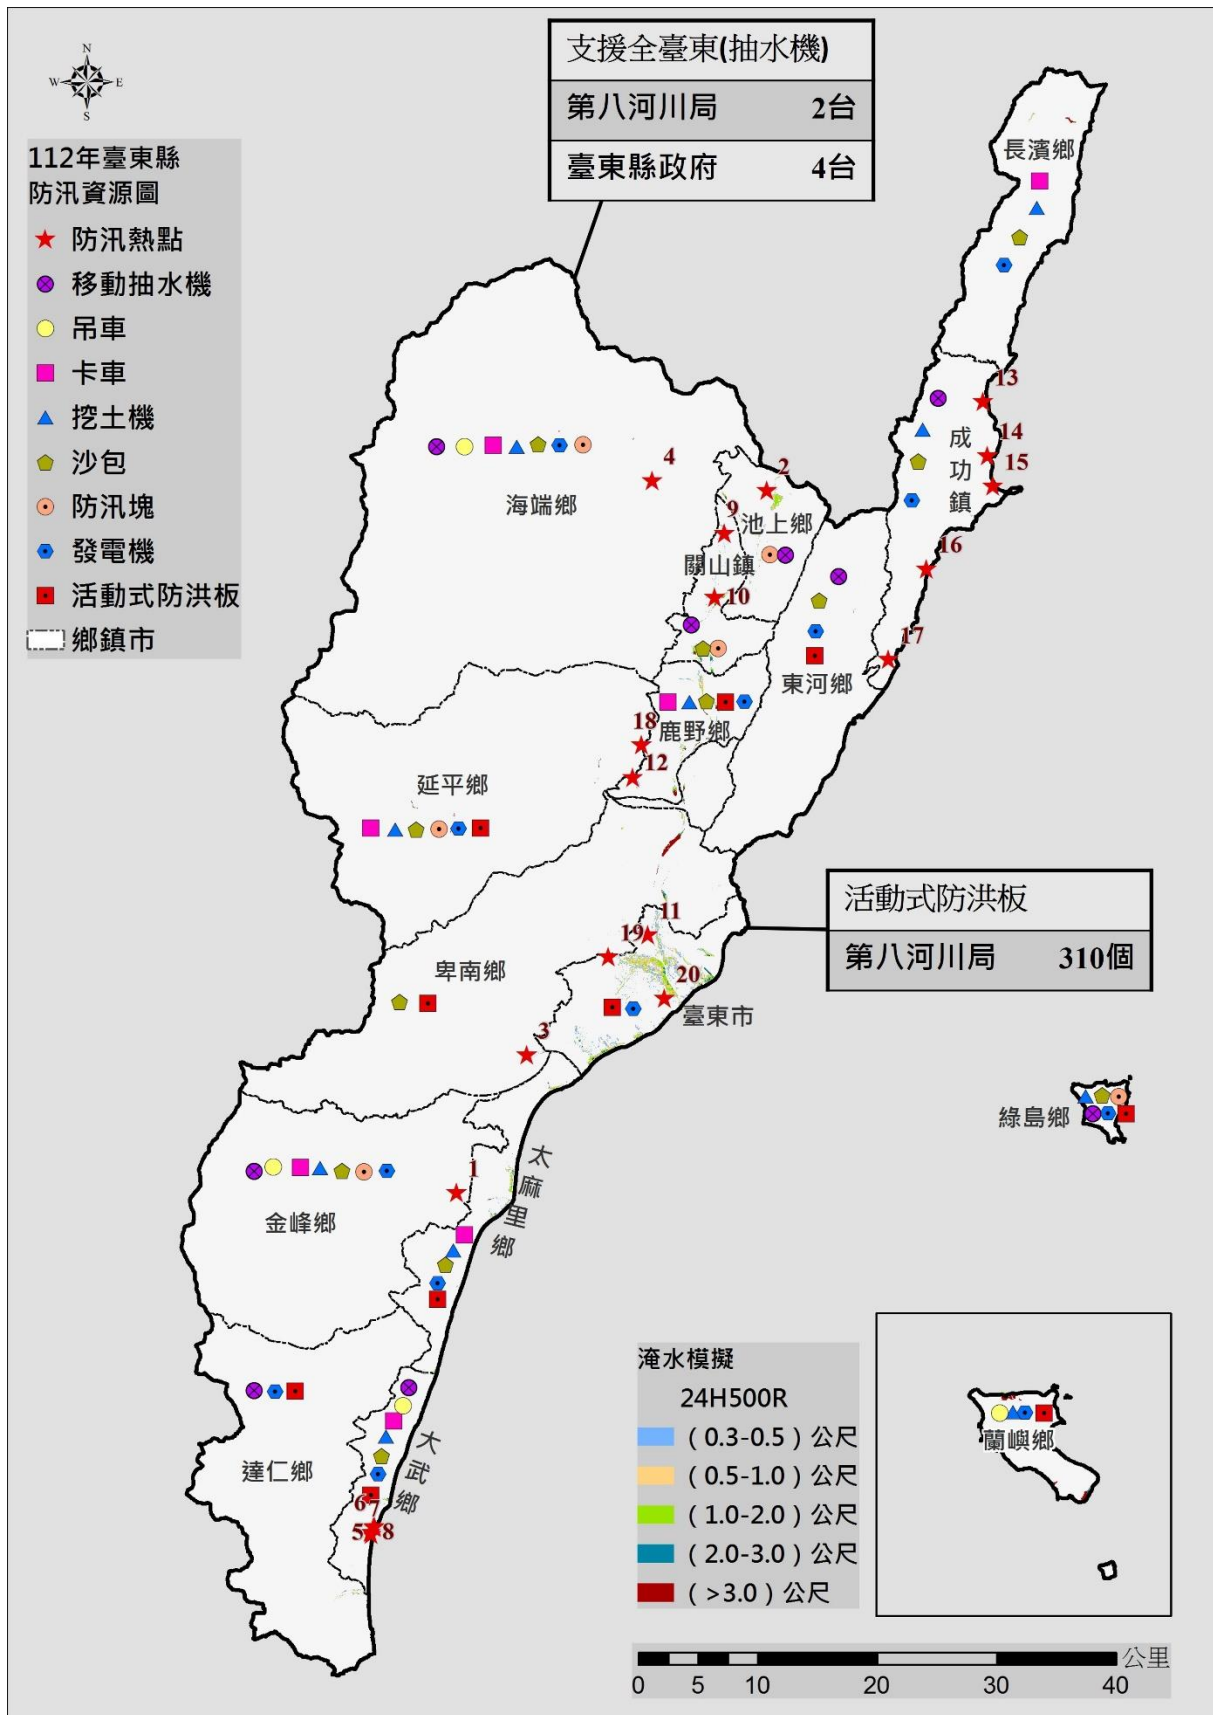 支援全臺東(抽水機)
第八河川局 2台
臺東縣政府 4台
N
W E
S
112年臺東縣
防汛資源圖
防汛熱點
移動抽水機
吊車
卡車
挖土機
沙包
防汛塊
發電機
活動式防洪板
鄉鎮市
長濱鄉
13
14
15
成功鎮
16
17
4
海端鄉
2
池上鄉
9
關山鎮
10
東河鄉
鹿野鄉
18
12
延平鄉
活動式防洪板
第八河川局 310個
11
19
20
卑南鄉
臺東市
3
綠島鄉
太麻里鄉
1
金峰鄉
達仁鄉
大武鄉
6
7
5
8
蘭嶼鄉
淹水模擬
24H500R
(0.3-0.5)公尺
(0.5-1.0)公尺
(1.0-2.0)公尺
(2.0-3.0)公尺
(>3.0)公尺
公里
0 5 10 20 30 40